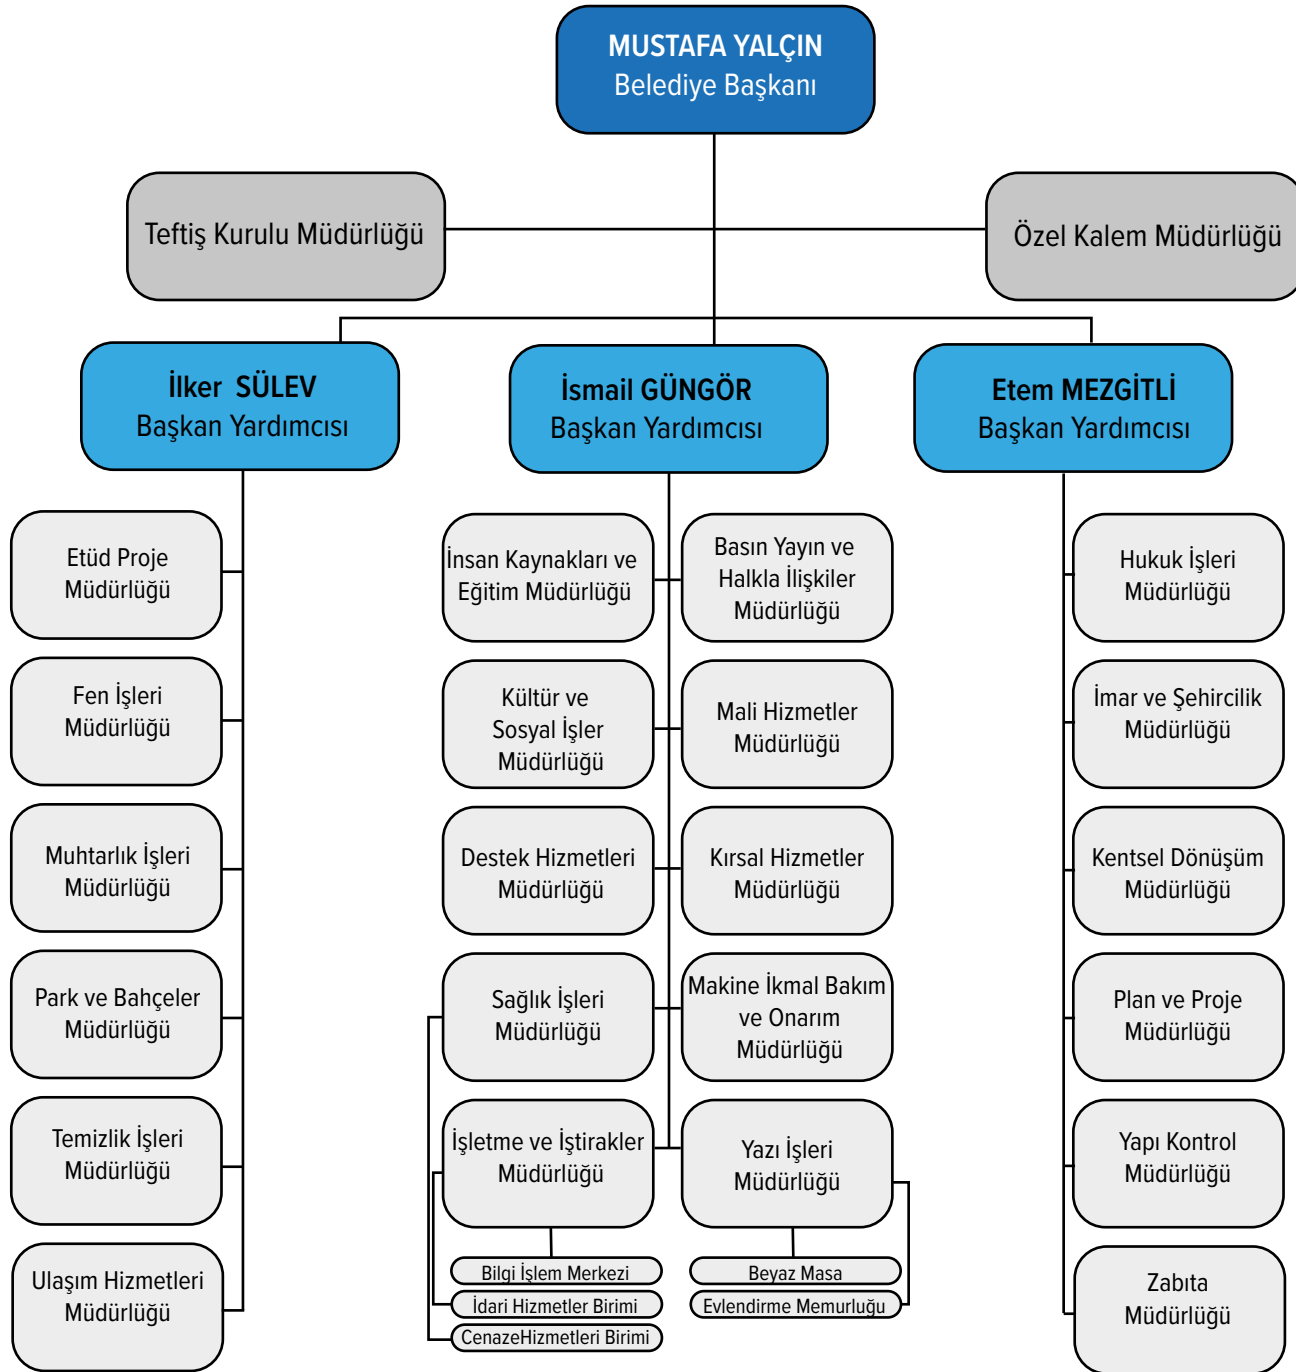 MUSTAFA YALÇIN
Belediye Başkanı
Teftiş Kurulu Müdürlüğü
Özel Kalem Müdürlüğü
İlker SÜLEV
Başkan Yardımcısı
İsmail GÜNGÖR
Başkan Yardımcısı
Etem MEZGİTLİ
Başkan Yardımcısı
Etüd Proje
Müdürlüğü
Fen İşleri
Müdürlüğü
Muhtarlık İşleri
Müdürlüğü
Park ve Bahçeler
Müdürlüğü
Temizlik İşleri
Müdürlüğü
Ulaşım Hizmetleri
Müdürlüğü
İnsan Kaynakları ve
Eğitim Müdürlüğü
Basın Yayın ve
Halkla İlişkiler
Müdürlüğü
Kültür ve
Sosyal İşler
Müdürlüğü
Mali Hizmetler
Müdürlüğü
Destek Hizmetleri
Müdürlüğü
Kırsal Hizmetler
Müdürlüğü
Sağlık İşleri
Müdürlüğü
Makine İkmal Bakım
ve Onarım
Müdürlüğü
İşletme ve İştirakler
Müdürlüğü
Yazı İşleri
Müdürlüğü
Bilgi İşlem Merkezi
İdari Hizmetler Birimi
CenazeHizmetleri Birimi
Beyaz Masa
Evlendirme Memurluğu
Hukuk İşleri
Müdürlüğü
İmar ve Şehircilik
Müdürlüğü
Kentsel Dönüşüm
Müdürlüğü
Plan ve Proje
Müdürlüğü
Yapı Kontrol
Müdürlüğü
Zabıta
Müdürlüğü